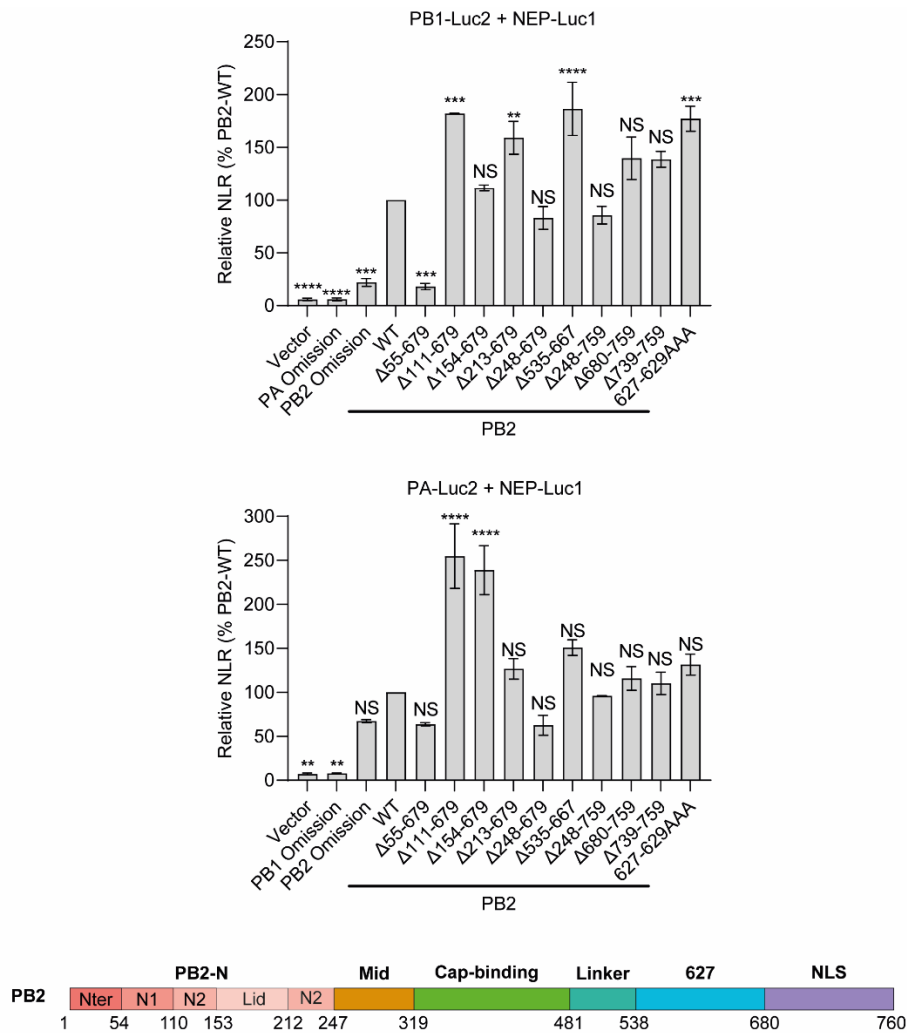 PB1-Luc2 + NEP-Luc1
Relative NLR (% PB2-WT)
250
200
150
100
50
0
**** **** *** *** *** NS ** NS **** NS NS NS ***
Vector
PA Omission
PB2 Omission
WT
Δ55-679
Δ111-679
Δ154-679
Δ213-679
Δ248-679
Δ535-667
Δ248-759
Δ680-759
Δ739-759
627-629AAA
PB2
PA-Luc2 + NEP-Luc1
Relative NLR (% PB2-WT)
300
250
200
150
100
50
0
** ** NS NS **** **** NS NS NS NS NS NS NS
Vector
PB1 Omission
PB2 Omission
WT
Δ55-679
Δ111-679
Δ154-679
Δ213-679
Δ248-679
Δ535-667
Δ248-759
Δ680-759
Δ739-759
627-629AAA
PB2
PB2-N Mid Cap-binding Linker 627 NLS
PB2 Nter N1 N2 Lid N2
1 54 110 153 212 247 319 481 538 680 760